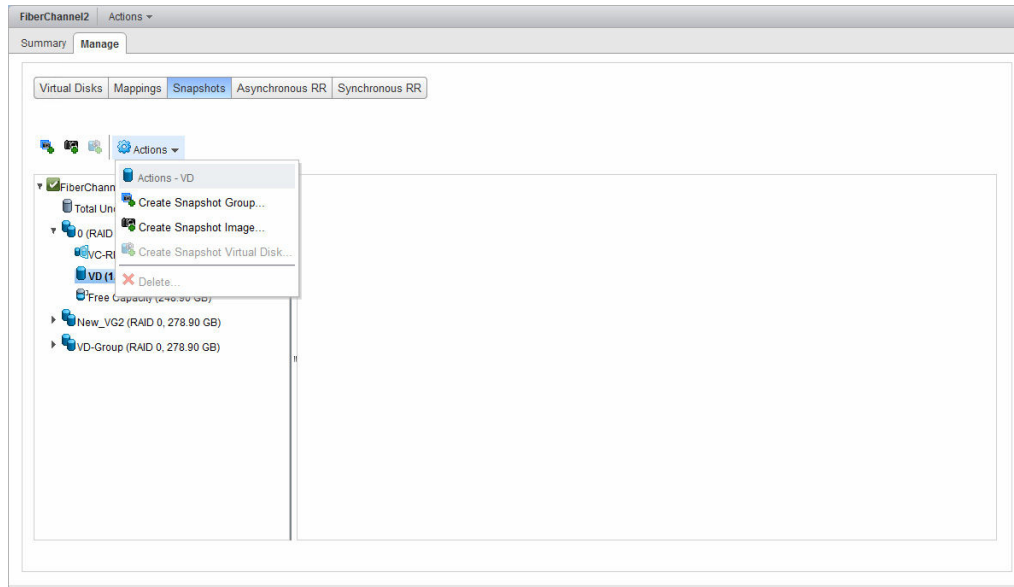 FiberChannel2 Actions
Summary Manage
Virtual Disks Mappings Snapshots Asynchronous RR Synchronous RR
Actions
Actions - VD
Create Snapshot Group...
Create Snapshot Image...
Create Snapshot Virtual Disk...
Delete...
FiberChann
Total Un
0 (RAID
VC-R
VD (1
Free Capacity (248.90 GB)
New_VG2 (RAID 0, 278.90 GB)
VD-Group (RAID 0, 278.90 GB)